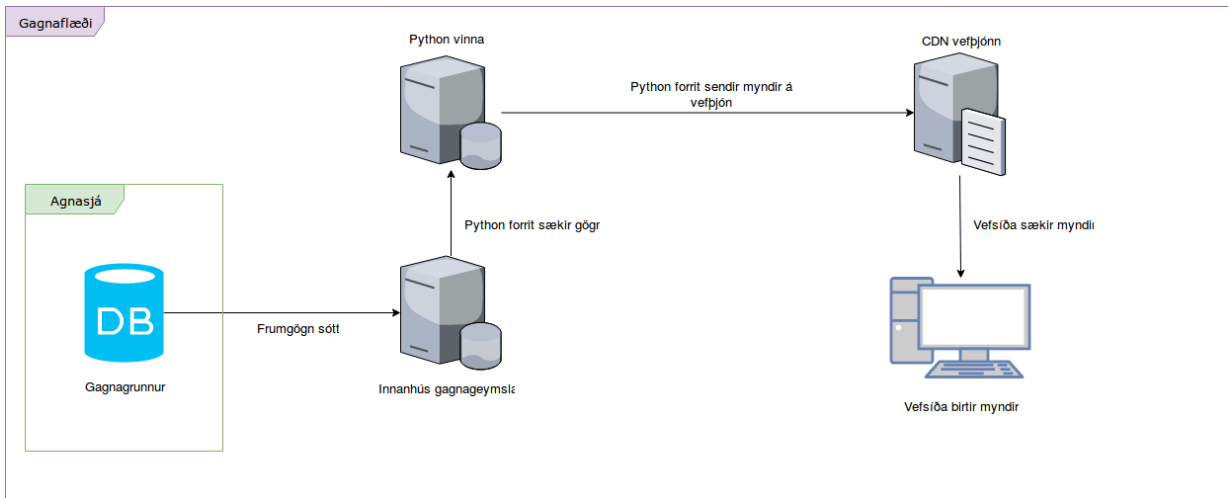 Gagnaflæði
Python vinna
CDN vefþjónn
Python forrit sendir myndir á
vefþjón
Agnasjá
Python forrit sækir gögr
Vefsíða sækir myndir
DB
Frumgögn sótt
Gagnagrunnur
Innanhús gagnageymsla
Vefsíða birtir myndir